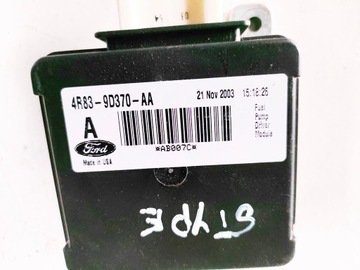 4R83-9D370-AA
21 Nov 2003 15:18:26
A
Ford
Made in USA
*AB007C*
Fuel
Pump
Driver
Module
STYPE